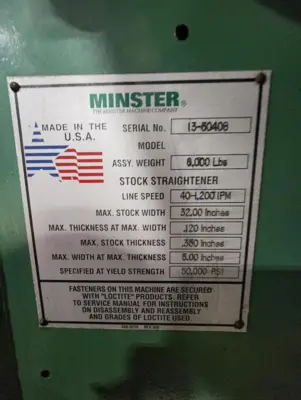 MINSTER®
THE MINSTER MACHINE COMPANY
MADE IN THE U.S.A.
SERIAL No. 13-50408
MODEL
ASSY. WEIGHT 6,000 Lbs
STOCK STRAIGHTENER
LINE SPEED 40-1,200 IPM
MAX. STOCK WIDTH 32.00 Inches
MAX. THICKNESS AT MAX. WIDTH .120 Inches
MAX. STOCK THICKNESS .350 Inches
MAX. WIDTH AT MAX. THICKNESS 8.00 Inches
SPECIFIED AT YIELD STRENGTH 50,000 PSI
FASTENERS ON THIS MACHINE ARE SECURED
WITH "LOCTITE" PRODUCTS. REFER
TO SERVICE MANUAL FOR INSTRUCTIONS
ON DISASSEMBLY AND REASSEMBLY
AND GRADES OF LOCTITE USED.